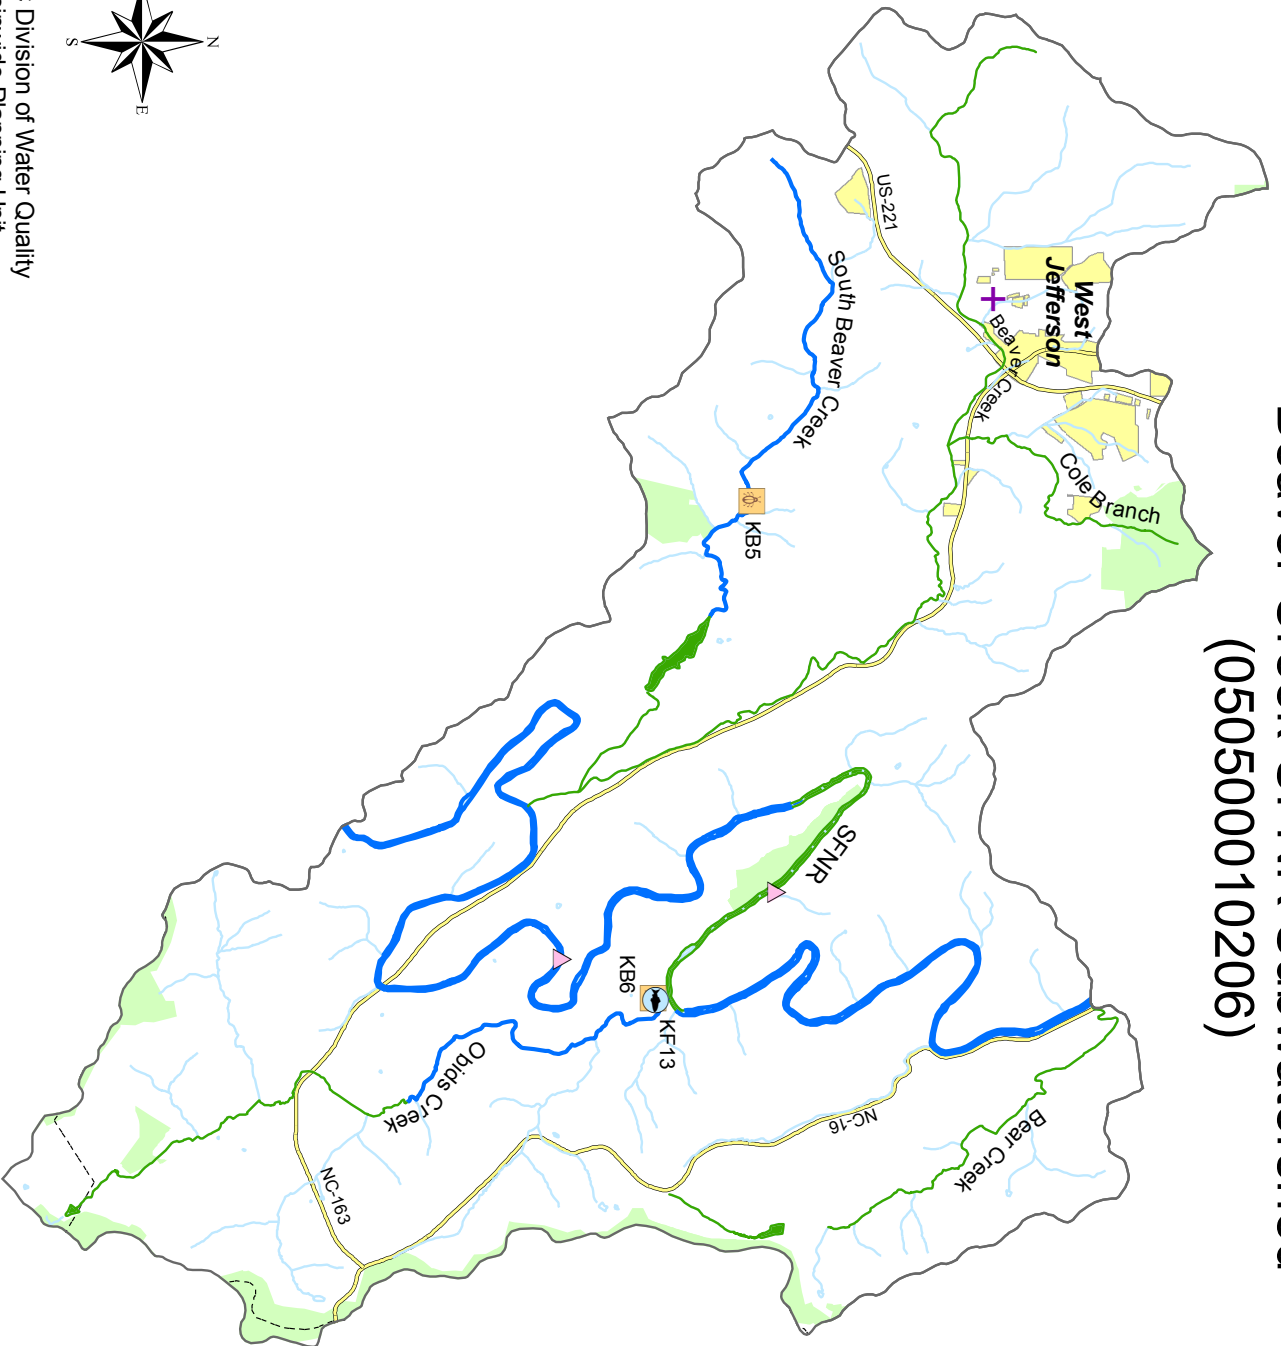 (050500010206)
West
Jefferson
US-221
Beaver Creek
Cole Branch
South Beaver Creek
KB5
SFNR
KB6
KF13
Obids Creek
NC-16
Bear Creek
NC-163
N
S
E
Division of Water Quality